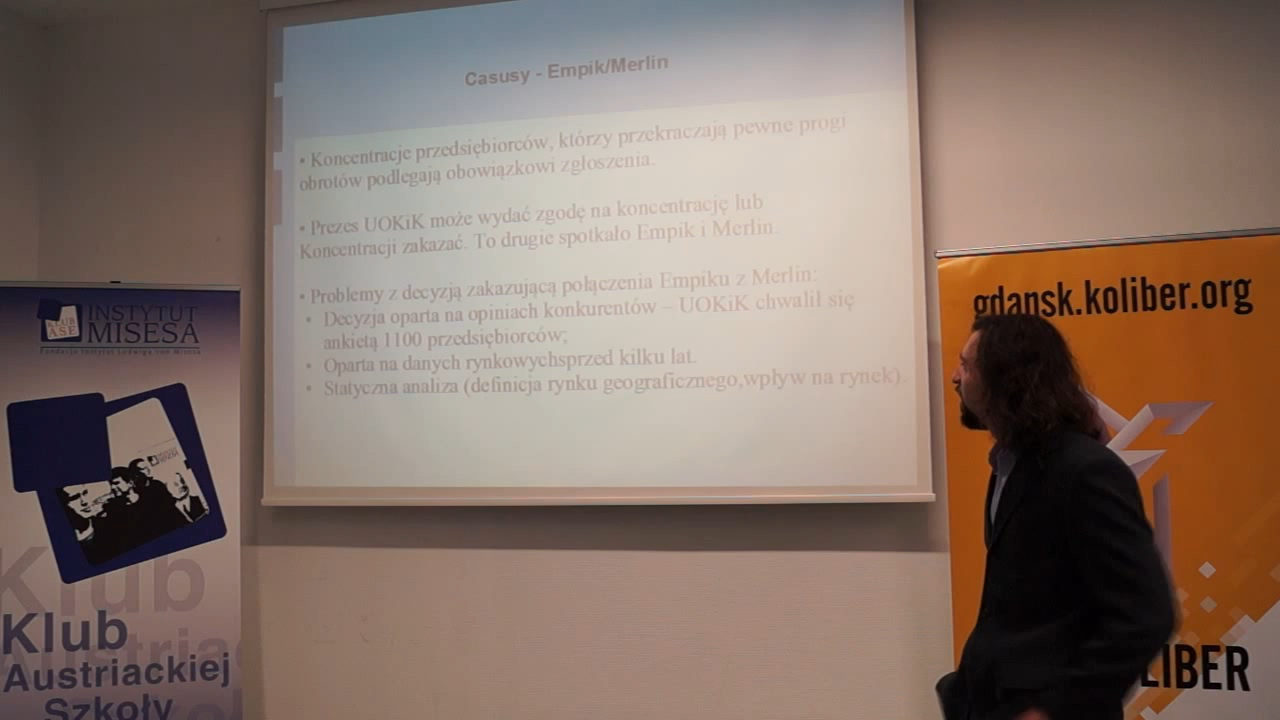 Casusy - Empik/Merlin
• Koncentracje przedsiębiorców, którzy przekraczają pewne progi
obrotów podlegają obowiązkowi zgłoszenia.
• Prezes UOKiK może wydać zgodę na koncentrację lub
Koncentracji zakazać. To drugie spotkało Empik i Merlin.
• Problemy z decyzją zakazującą połączenia Empiku z Merlin:
• Decyzja oparta na opiniach konkurentów – UOKiK chwalił się
ankietą 1100 przedsiębiorców;
• Oparta na danych rynkowychsprzed kilku lat.
• Statyczna analiza (definicja rynku geograficznego,wpływ na rynek).
KLUB
ASE
INSTYTUT
MISESA
Fundacja Instytut Ludwiga von Misesa
Klub
Klub
Austriackiej
Szkoły
gdansk.koliber.org
LIBER